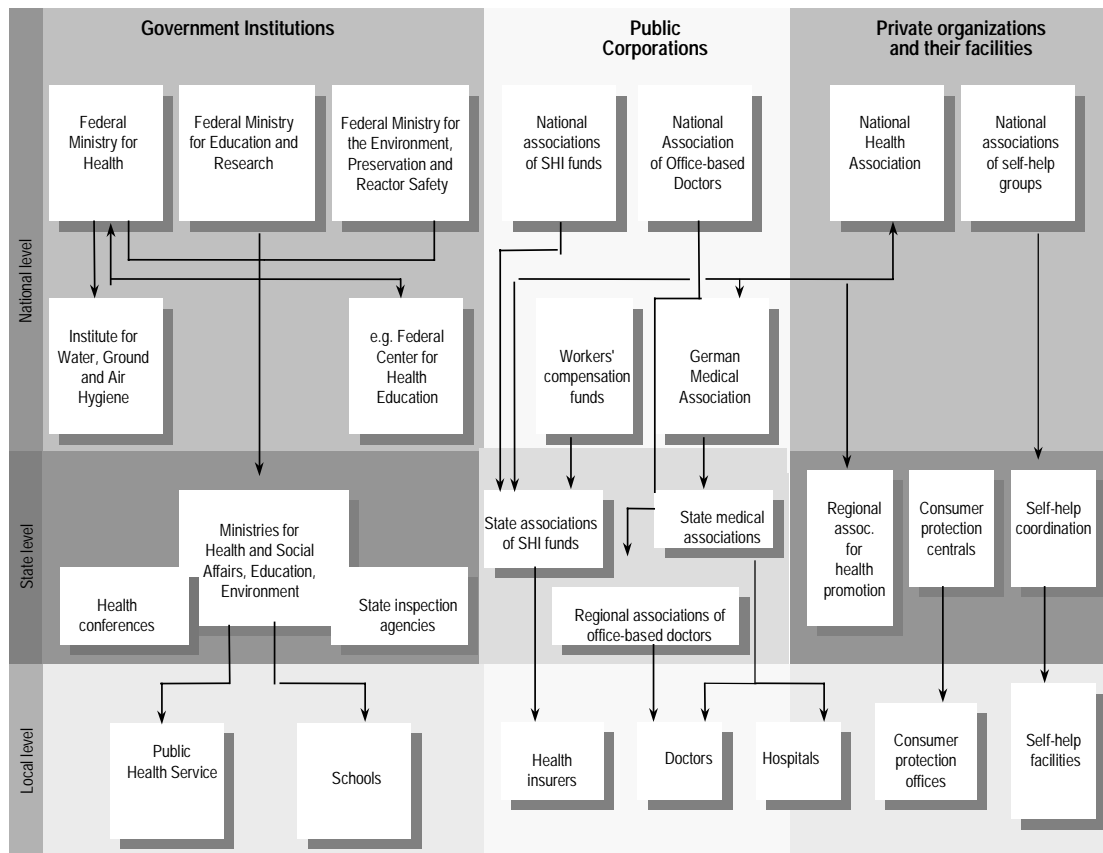 Government Institutions
Public
Corporations
Private organizations
and their facilities
National level
Federal
Ministry for
Health
Federal Ministry
for Education and
Research
Federal Ministry for
the Environment,
Preservation and
Reactor Safety
National
associations
of SHI funds
National
Association
of Office-based
Doctors
National
Health
Association
National
associations
of self-help
groups
Institute for
Water, Ground
and Air
Hygiene
e.g. Federal
Center for
Health
Education
Workers'
compensation
funds
German
Medical
Association
State level
Ministries for
Health and Social
Affairs, Education,
Environment
Health
conferences
State inspection
agencies
State associations
of SHI funds
State medical
associations
Regional associations of
office-based doctors
Regional
assoc.
for
health
promotion
Consumer
protection
centrals
Self-help
coordination
Local level
Public
Health Service
Schools
Health
insurers
Doctors
Hospitals
Consumer
protection
offices
Self-help
facilities